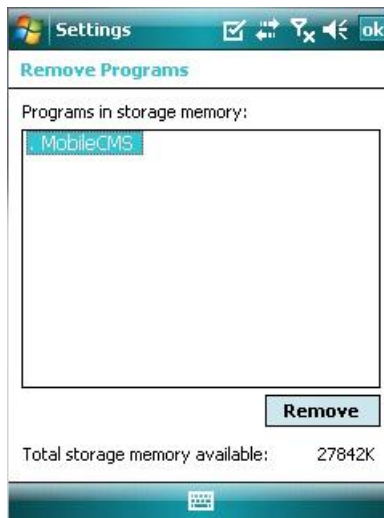 Settings
ok
Remove Programs
Programs in storage memory:
. MobileCMS
Remove
Total storage memory available: 27842K